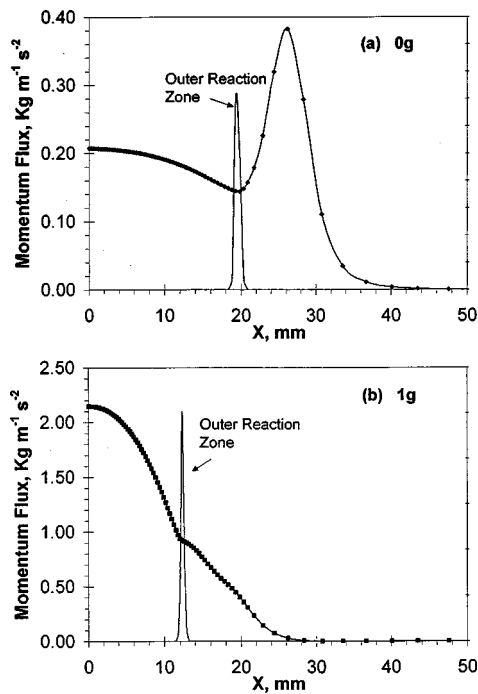 (a) 0g
Outer Reaction
Zone
Momentum Flux, Kg m⁻¹ s⁻²
0.40
0.30
0.20
0.10
0.00
0 10 20 30 40 50
X, mm
(b) 1g
Outer Reaction
Zone
Momentum Flux, Kg m⁻¹ s⁻²
2.50
2.00
1.50
1.00
0.50
0.00
0 10 20 30 40 50
X, mm